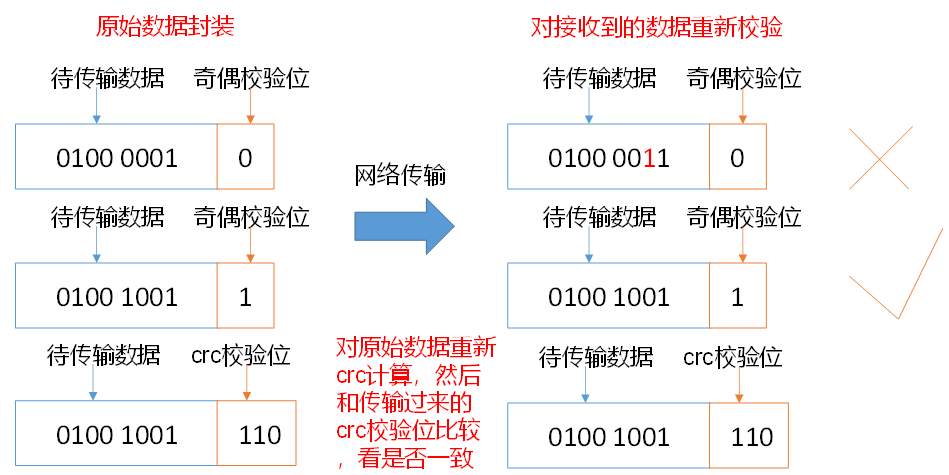 原始数据封装
对接收到的数据重新校验
待传输数据 奇偶校验位
待传输数据 奇偶校验位
0100 0001 0
0100 0011 0
网络传输
待传输数据 奇偶校验位
待传输数据 奇偶校验位
0100 1001 1
0100 1001 1
待传输数据 crc校验位
对原始数据重新
crc计算，然后
和传输过来的
crc校验位比较
，看是否一致
待传输数据 crc校验位
0100 1001 110
0100 1001 110